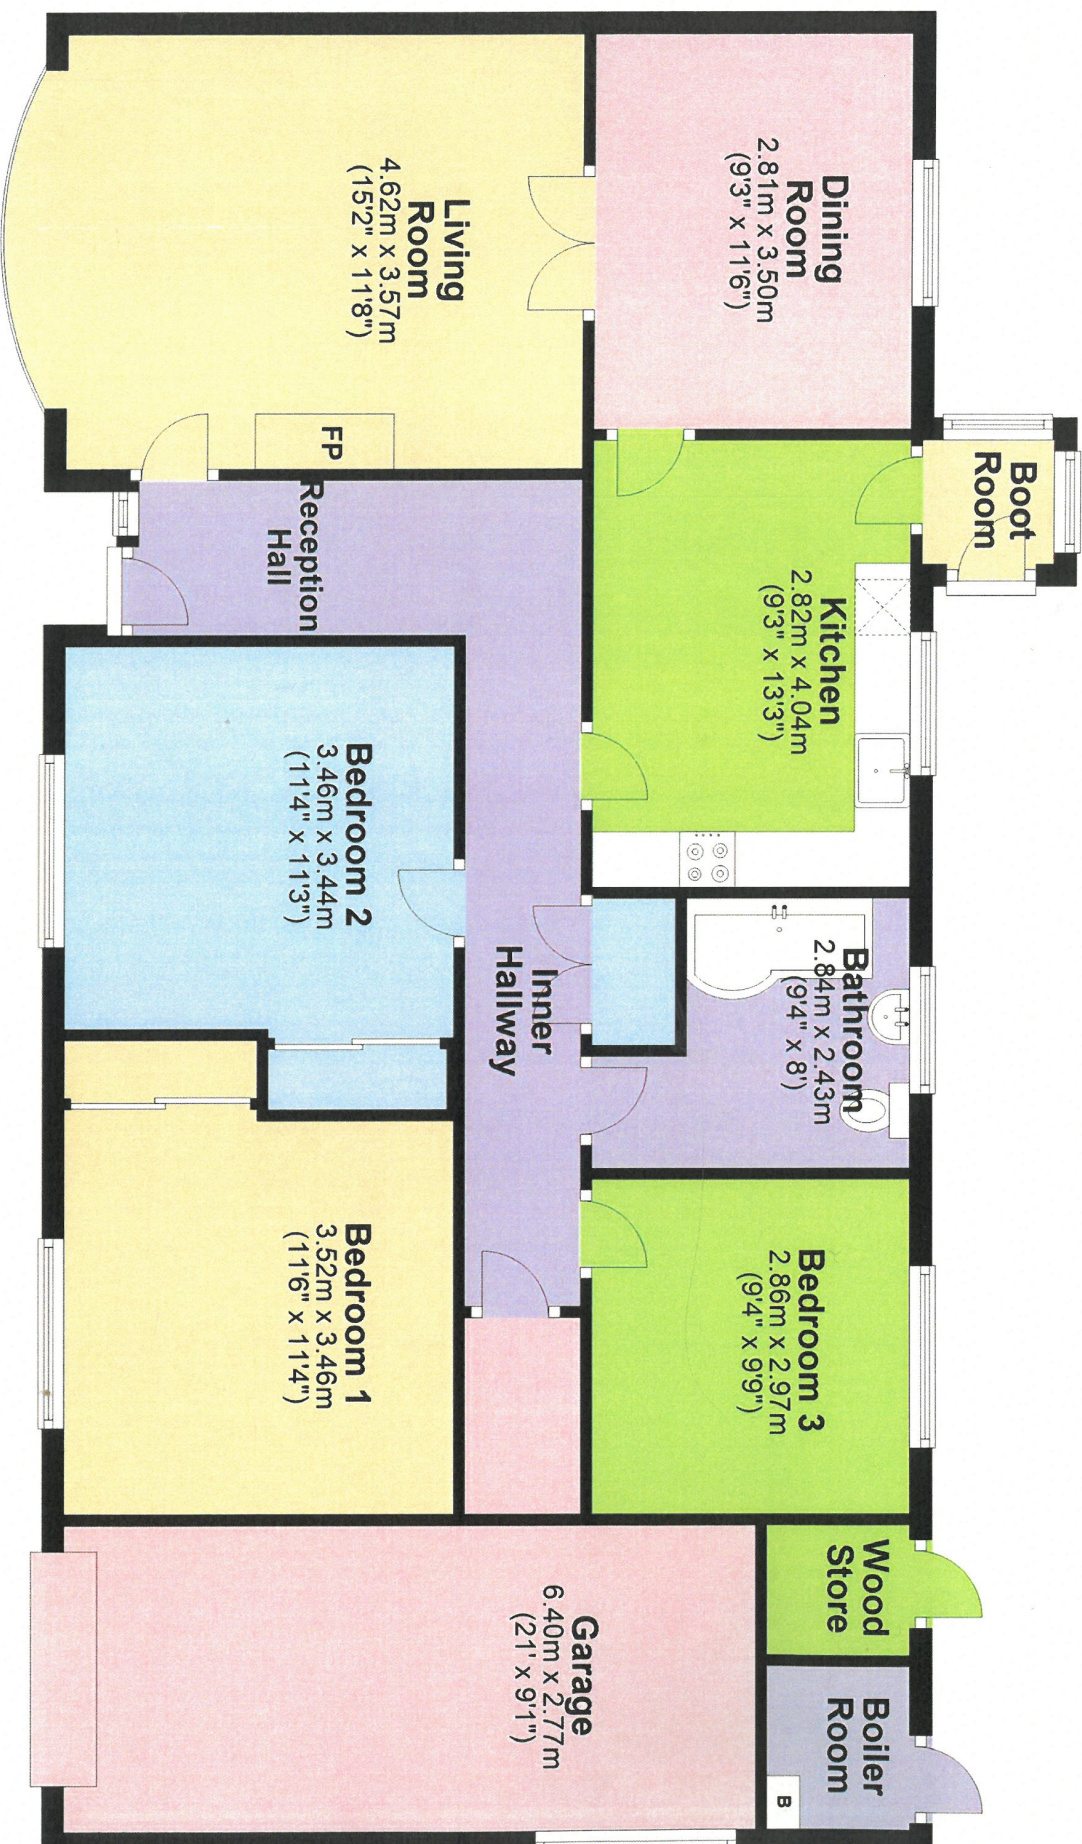 Dining
Room
2.81m x 3.50m
(9'3" x 11'6")
Living
Room
4.62m x 3.57m
(15'2" x 11'8")
FP
Boot
Room
Kitchen
2.82m x 4.04m
(9'3" x 13'3")
Reception
Hall
Bathroom
2.84m x 2.43m
(9'4" x 8')
Inner
Hallway
Bedroom 2
3.46m x 3.44m
(11'4" x 11'3")
Bedroom 3
2.86m x 2.97m
(9'4" x 9'9")
Bedroom 1
3.52m x 3.46m
(11'6" x 11'4")
Wood
Store
Boiler
Room
B
Garage
6.40m x 2.77m
(21' x 9'1")